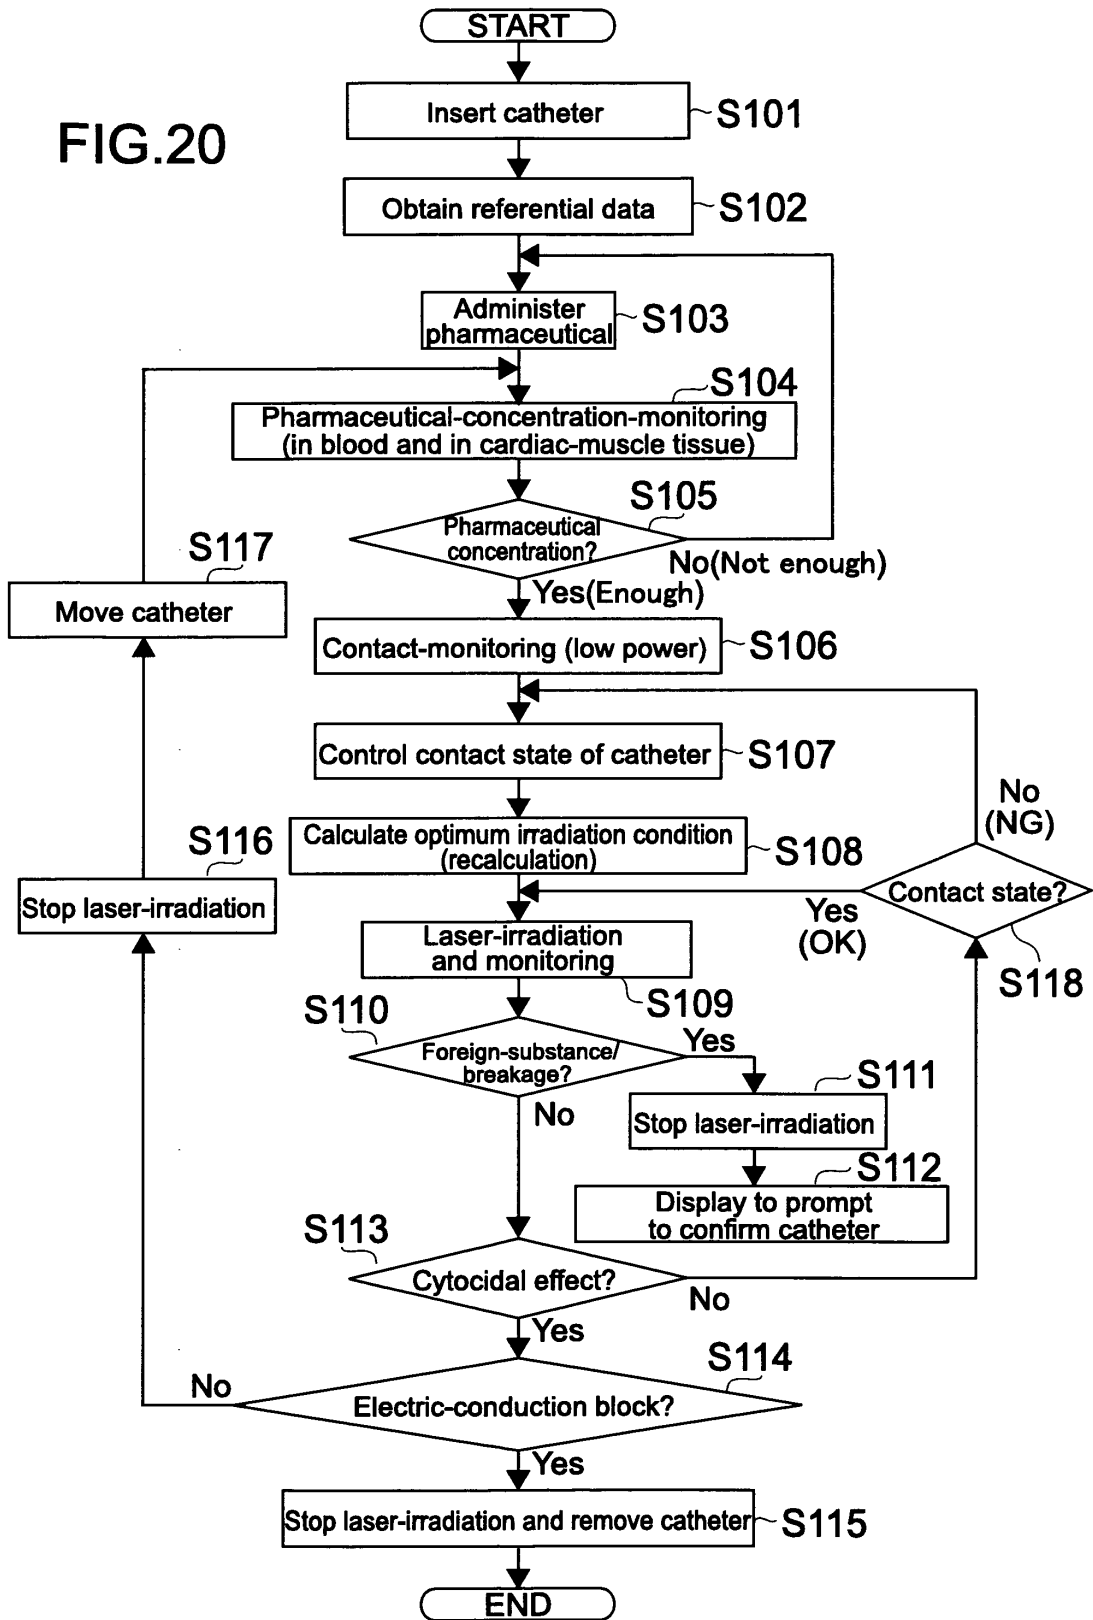 START
FIG.20
Insert catheter
S101
Obtain referential data
S102
Administer
pharmaceutical
S103
S104
Pharmaceutical-concentration-monitoring
(in blood and in cardiac-muscle tissue)
S105
Pharmaceutical
concentration?
No(Not enough)
Yes(Enough)
S117
Move catheter
Contact-monitoring (low power)
S106
Control contact state of catheter
S107
No
(NG)
S116
Stop laser-irradiation
Calculate optimum irradiation condition
(recalculation)
S108
Contact state?
Yes
(OK)
S118
Laser-irradiation
and monitoring
S109
S110
Foreign-substance/
breakage?
Yes
No
S111
Stop laser-irradiation
S112
Display to prompt
to confirm catheter
S113
Cytocidal effect?
No
Yes
S114
No
Electric-conduction block?
Yes
Stop laser-irradiation and remove catheter
S115
END